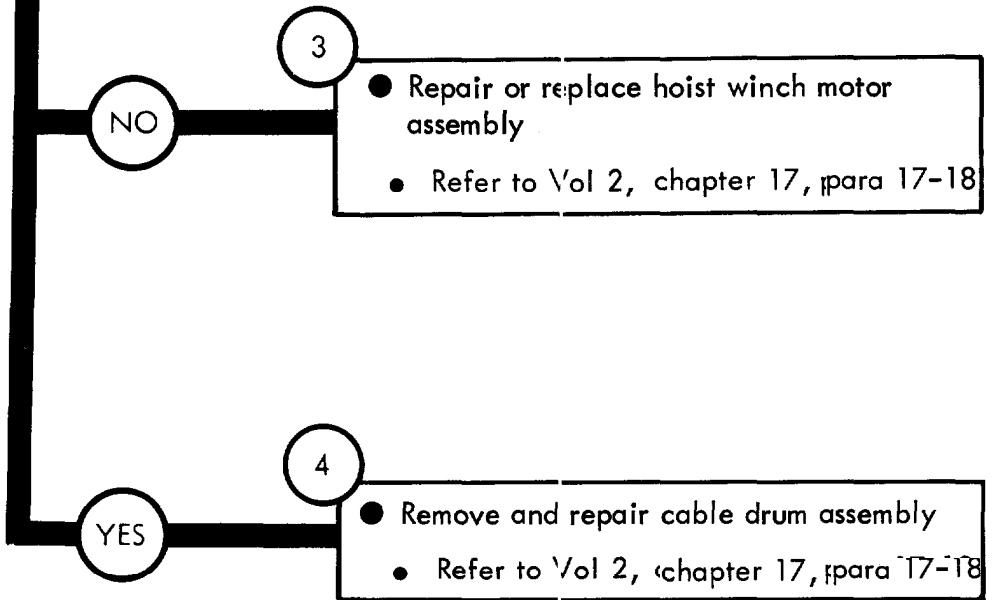 3
● Repair or replace hoist winch motor
assembly
● Refer to Vol 2, chapter 17, para 17-18
NO
4
● Remove and repair cable drum assembly
YES
● Refer to Vol 2, chapter 17, para 17-18